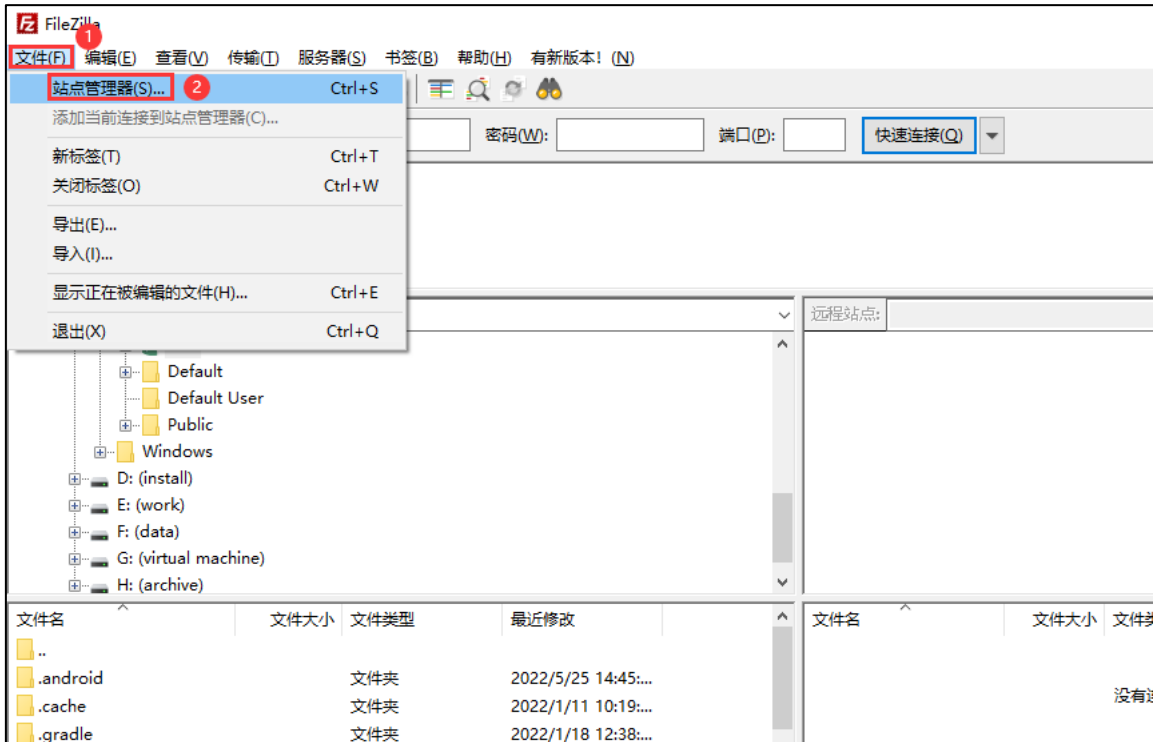 FileZilla
1
文件(F) 编辑(E) 查看(V) 传输(T) 服务器(S) 书签(B) 帮助(H) 有新版本! (N)
站点管理器(S)... 2 Ctrl+S
添加当前连接到站点管理器(C)...
密码(W): 端口(P): 快速连接(Q)
新标签(T) Ctrl+T
关闭标签(O) Ctrl+W
导出(E)...
导入(I)...
显示正在被编辑的文件(H)... Ctrl+E
远程站点:
退出(X) Ctrl+Q
Default
Default User
Public
Windows
D: (install)
E: (work)
F: (data)
G: (virtual machine)
H: (archive)
文件名 文件大小 文件类型 最近修改 文件名 文件大小 文件类
..
.android 文件夹 2022/5/25 14:45:...
没有
.cache 文件夹 2022/1/11 10:19:...
.gradle 文件夹 2022/1/18 12:38:...